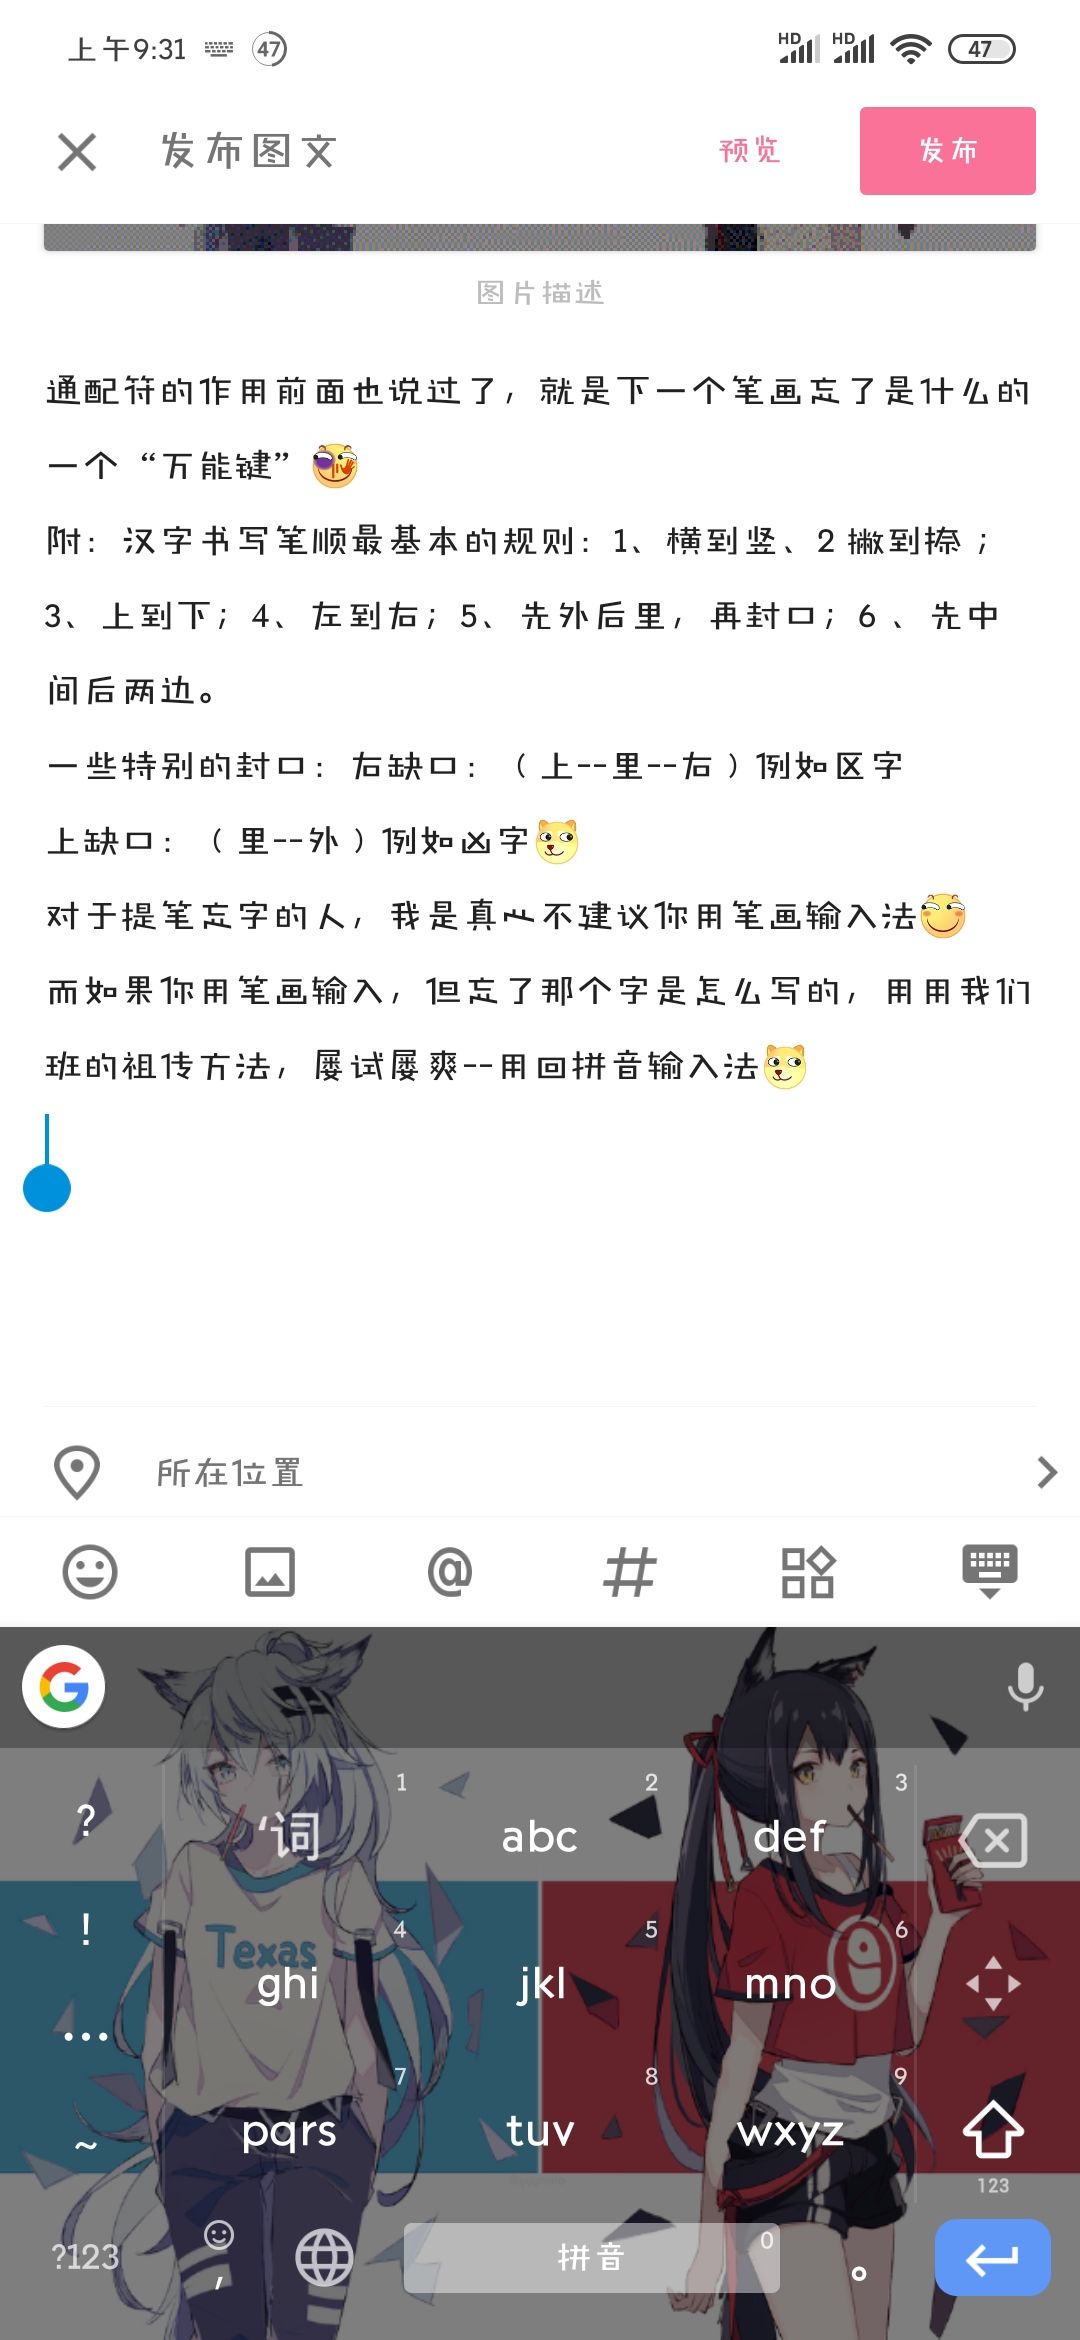 上午9:31 47 HD HD 47
发布图文 预览 发布
图片描述
通配符的作用前面也说过了，就是下一个笔画忘了是什么的
一个“万能键”
附：汉字书写笔顺最基本的规则：1、横到竖、2 撇到捺；
3、上到下；4、左到右；5、先外后里，再封口；6 、先中
间后两边。
一些特别的封口：右缺口：（上--里--右）例如区字
上缺口：（里--外）例如凶字
对于提笔忘字的人，我是真屮不建议你用笔画输入法
而如果你用笔画输入，但忘了那个字是怎么写的，用用我们
班的祖传方法，屡试屡爽--用回拼音输入法
所在位置
@ #
G
? ‘词 1 abc 2 def 3
! Texas ghi 4 jkl 5 mno 6
...
~ pqrs 7 tuv 8 wxyz 9
123
?123 , 拼音 0 。